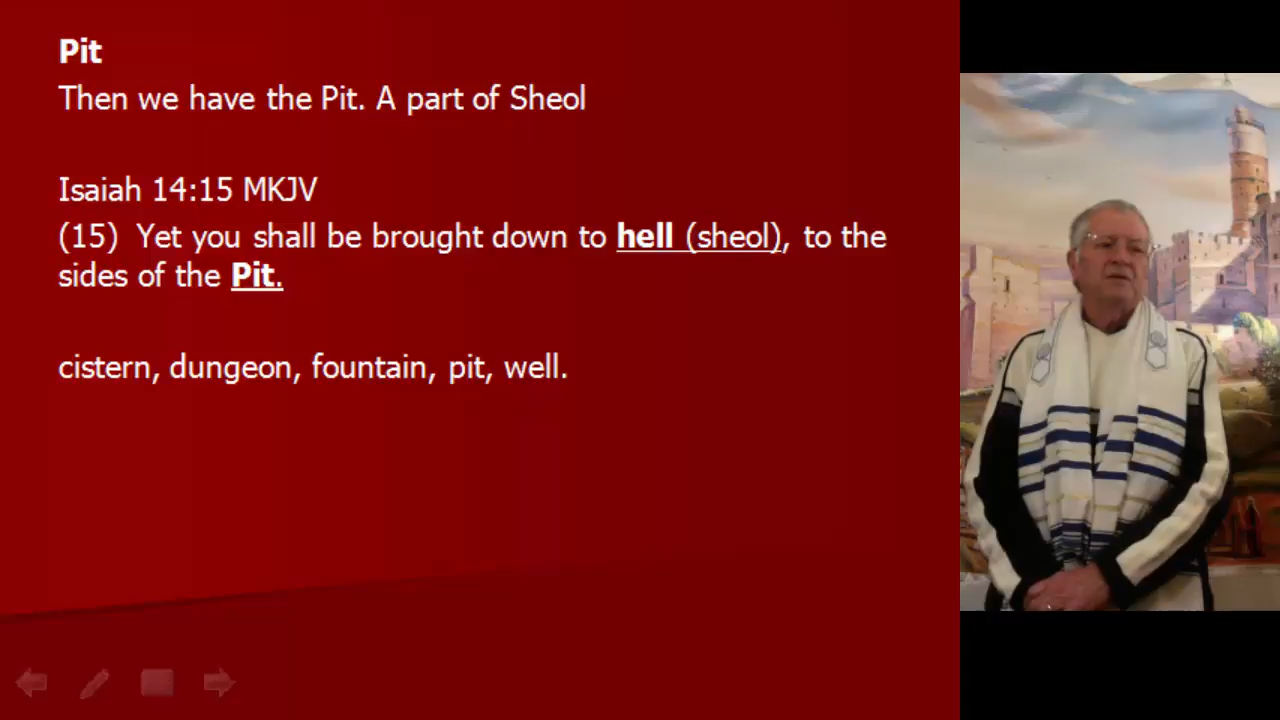 Pit
Then we have the Pit. A part of Sheol
Isaiah 14:15 MKJV
(15)  Yet you shall be brought down to hell (sheol), to the
sides of the Pit.
cistern, dungeon, fountain, pit, well.